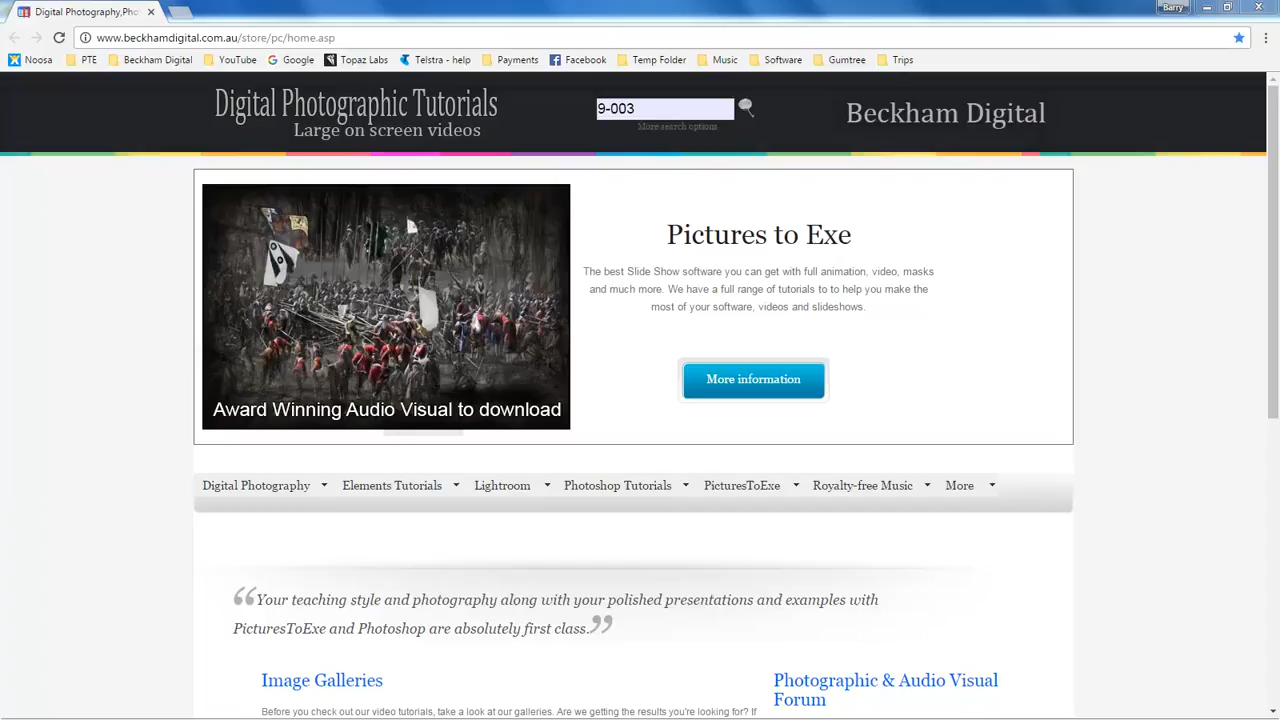 Digital Photography,Pho
Barry
www.beckhamdigital.com.au/store/pc/home.asp
Noosa PTE Beckham Digital YouTube Google Topaz Labs Telstra - help Payments Facebook Temp Folder Music Software Gumtree Trips
Digital Photographic Tutorials
Large on screen videos
9-003
More search options
Beckham Digital
Award Winning Audio Visual to download
Pictures to Exe
The best Slide Show software you can get with full animation, video, masks
and much more. We have a full range of tutorials to to help you make the
most of your software, videos and slideshows.
More information
Digital Photography Elements Tutorials Lightroom Photoshop Tutorials PicturesToExe Royalty-free Music More
“Your teaching style and photography along with your polished presentations and examples with
PicturesToExe and Photoshop are absolutely first class.”
Image Galleries
Before you check out our video tutorials, take a look at our galleries. Are we getting the results you're looking for? If
Photographic & Audio Visual
Forum